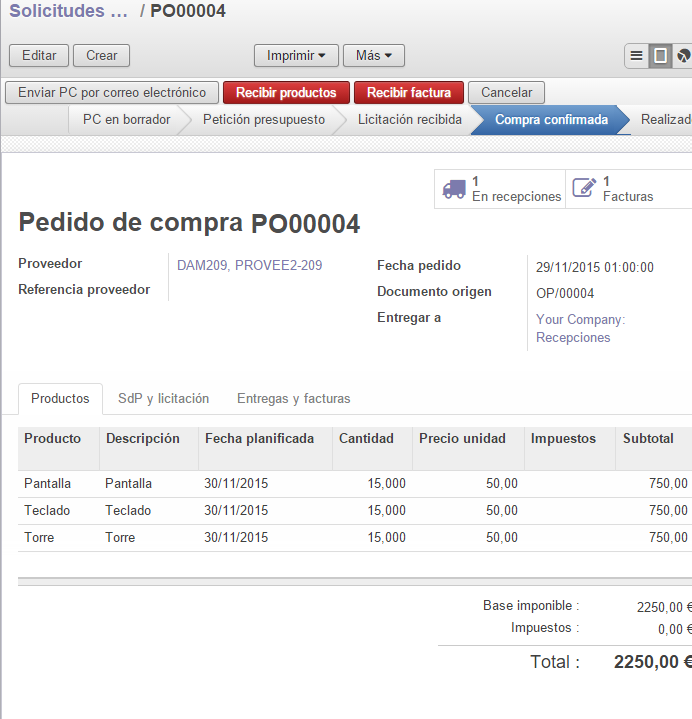 Solicitudes ... / PO00004
Editar Crear Imprimir Más
Enviar PC por correo electrónico Recibir productos Recibir factura Cancelar
PC en borrador Petición presupuesto Licitación recibida Compra confirmada Realizad
1 En recepciones 1 Facturas
Pedido de compra PO00004
Proveedor DAM209, PROVEE2-209
Referencia proveedor
Fecha pedido 29/11/2015 01:00:00
Documento origen OP/00004
Entregar a Your Company:
Recepciones
Productos SdP y licitación Entregas y facturas
Producto Descripción Fecha planificada Cantidad Precio unidad Impuestos Subtotal
Pantalla Pantalla 30/11/2015 15,000 50,00 750,00
Teclado Teclado 30/11/2015 15,000 50,00 750,00
Torre Torre 30/11/2015 15,000 50,00 750,00
Base imponible : 2250,00 €
Impuestos : 0,00 €
Total : 2250,00 €